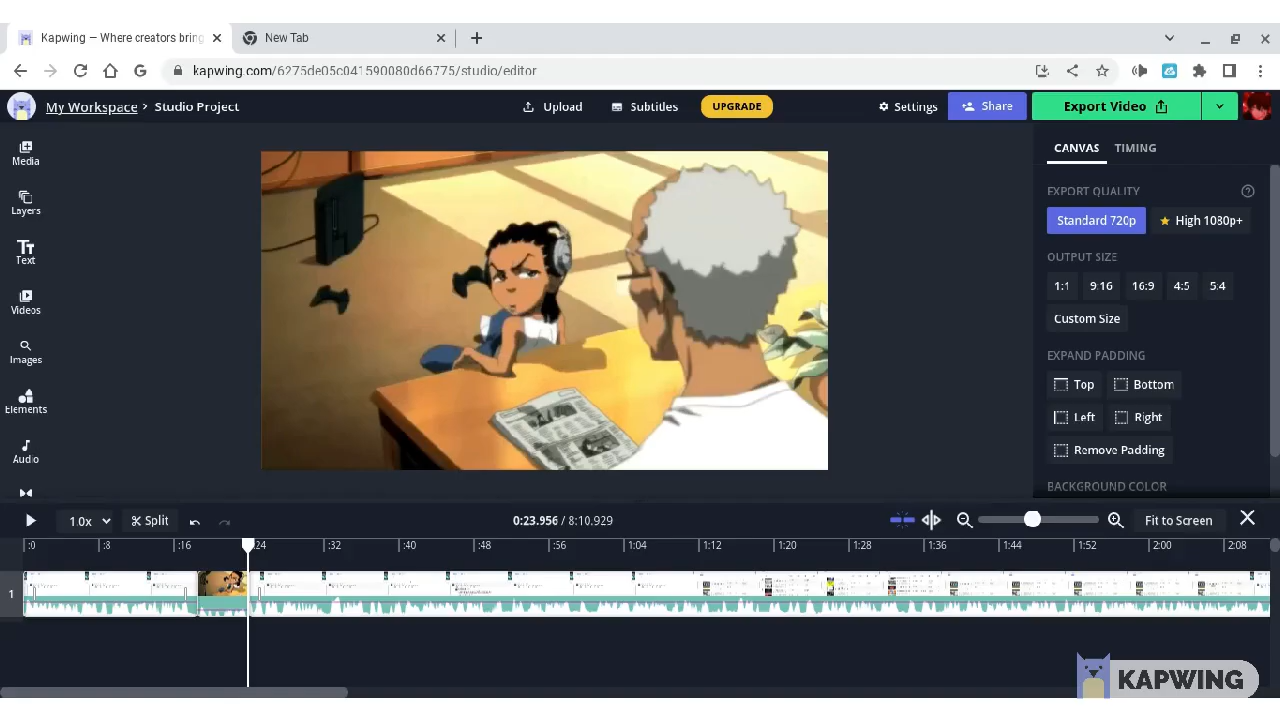 Kapwing — Where creators bring
New Tab
kapwing.com/6275de05c041590080d66775/studio/editor
My Workspace > Studio Project
Upload
Subtitles
UPGRADE
Settings
Share
Export Video
Media
Layers
Text
Videos
Images
Elements
Audio
CANVAS
TIMING
EXPORT QUALITY
Standard 720p
High 1080p+
OUTPUT SIZE
1:1 9:16 16:9 4:5 5:4
Custom Size
EXPAND PADDING
Top
Bottom
Left
Right
Remove Padding
BACKGROUND COLOR
1.0x
Split
0:23.956 / 8:10.929
Fit to Screen
:0 :8 :16 :24 :32 :40 :48 :56 1:04 1:12 1:20 1:28 1:36 1:44 1:52 2:00 2:08
1
KAPWING